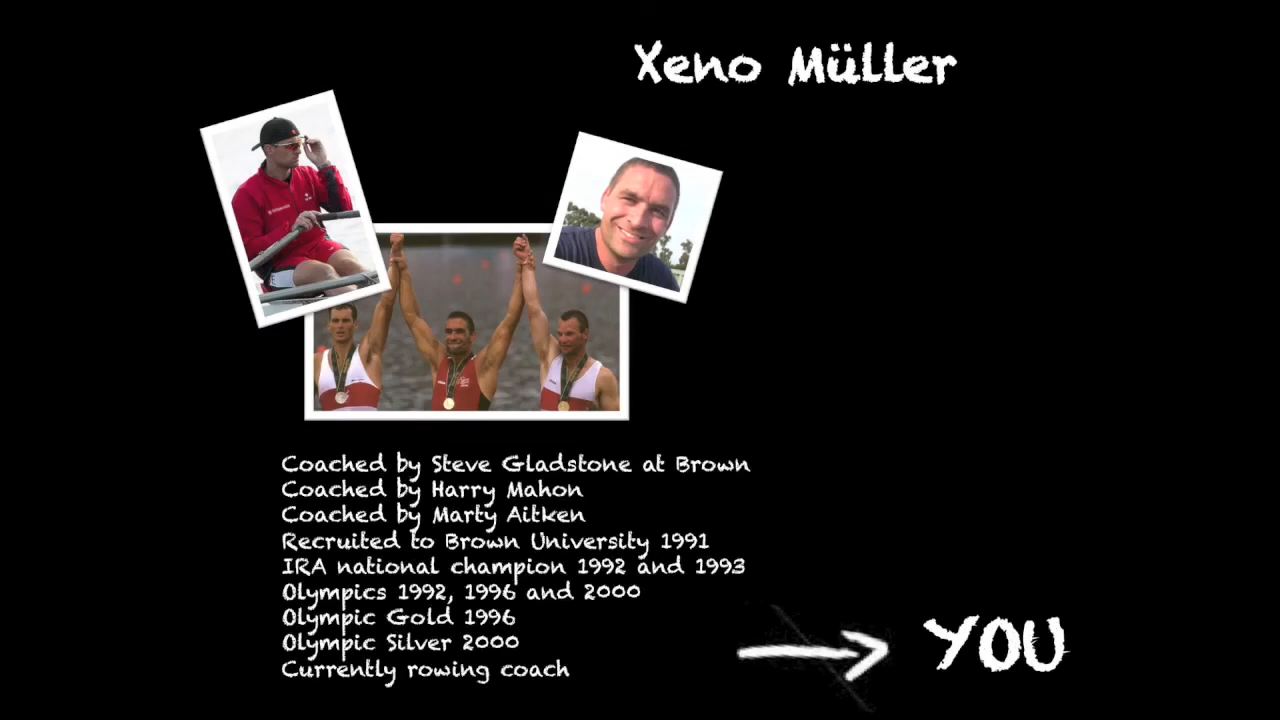 Xeno Müller
Coached by Steve Gladstone at Brown
Coached by Harry Mahon
Coached by Marty Aitken
Recruited to Brown University 1991
IRA national champion 1992 and 1993
Olympics 1992, 1996 and 2000
Olympic Gold 1996
Olympic Silver 2000
Currently rowing coach
YOU